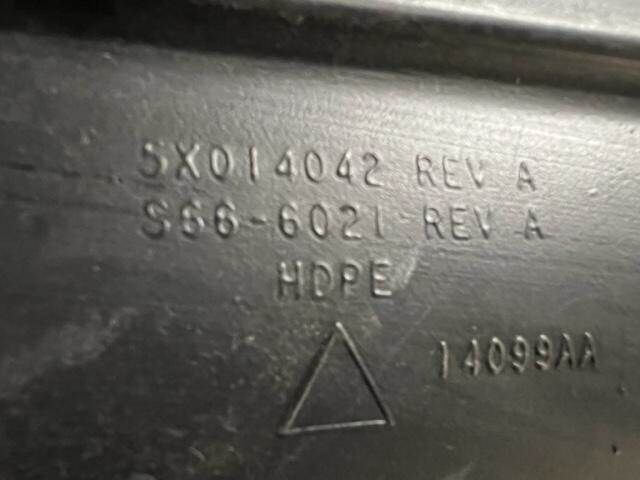 5X014042 REV A
S66-6021 REV A
HDPE
14099AA